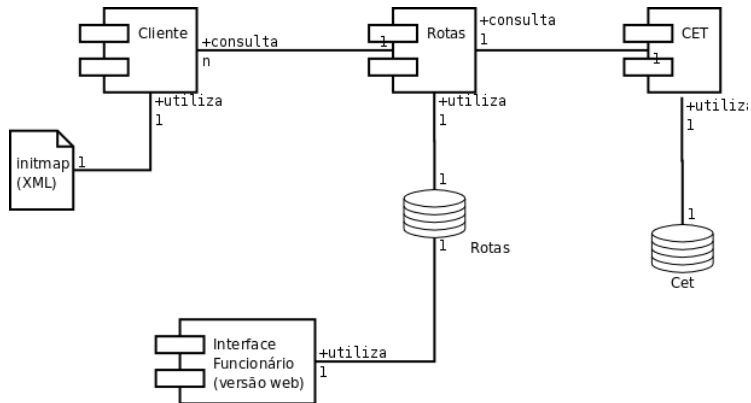 Cliente
+consulta
n
1
Rotas
+consulta
1
1
CET
+utiliza
1
+utiliza
1
+utiliza
1
initmap
(XML)
1
1
Rotas
1
1
Cet
Interface
Funcionário
(versão web)
+utiliza
1